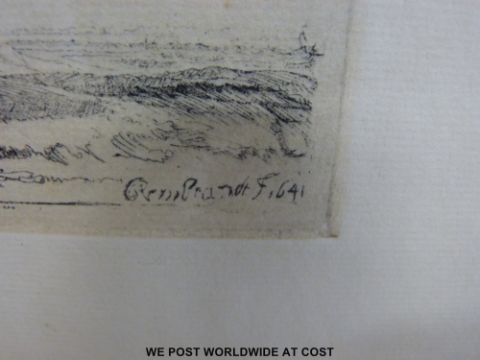 Rembrandt F. 1641
WE POST WORLDWIDE AT COST